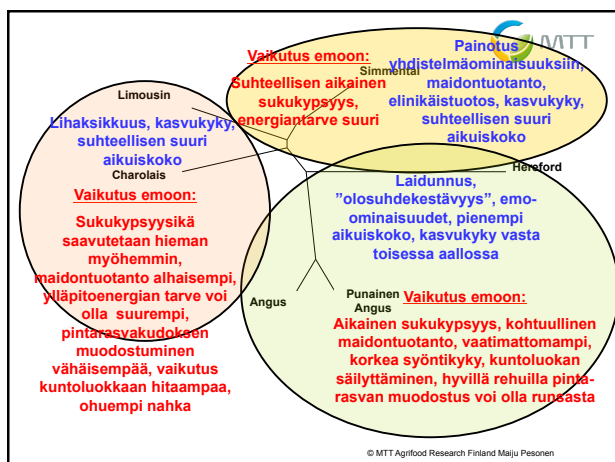 MTT
Vaikutus emoon:
Suhteellisen aikainen
sukukypsyys,
energiantarve suuri
Simmental
Painotus
yhdistelmäominaisuuksiin,
maidontuotanto,
elinikäistuotos, kasvukyky,
suhteellisen suuri
aikuiskoko
Limousin
Lihaksikkuus, kasvukyky,
suhteellisen suuri
aikuiskoko
Charolais
Vaikutus emoon:
Sukukypsyysikä
saavutetaan hieman
myöhemmin,
maidontuotanto alhaisempi,
ylläpitoenergian tarve voi
olla suurempi,
pintarasvakudoksen
muodostuminen
vähäisempää, vaikutus
kuntoluokkaan hitaampaa,
ohuempi nahka
Hereford
Laidunnus,
”olosuhdekestävyys”, emo-
ominaisuudet, pienempi
aikuiskoko, kasvukyky vasta
toisessa aallossa
Angus
Punainen
Angus
Vaikutus emoon:
Aikainen sukukypsyys, kohtuullinen
maidontuotanto, vaatimattomampi,
korkea syöntikyky, kuntoluokan
säilyttäminen, hyvillä rehuilla pinta-
rasvan muodostus voi olla runsasta
© MTT Agrifood Research Finland Maiju Pesonen